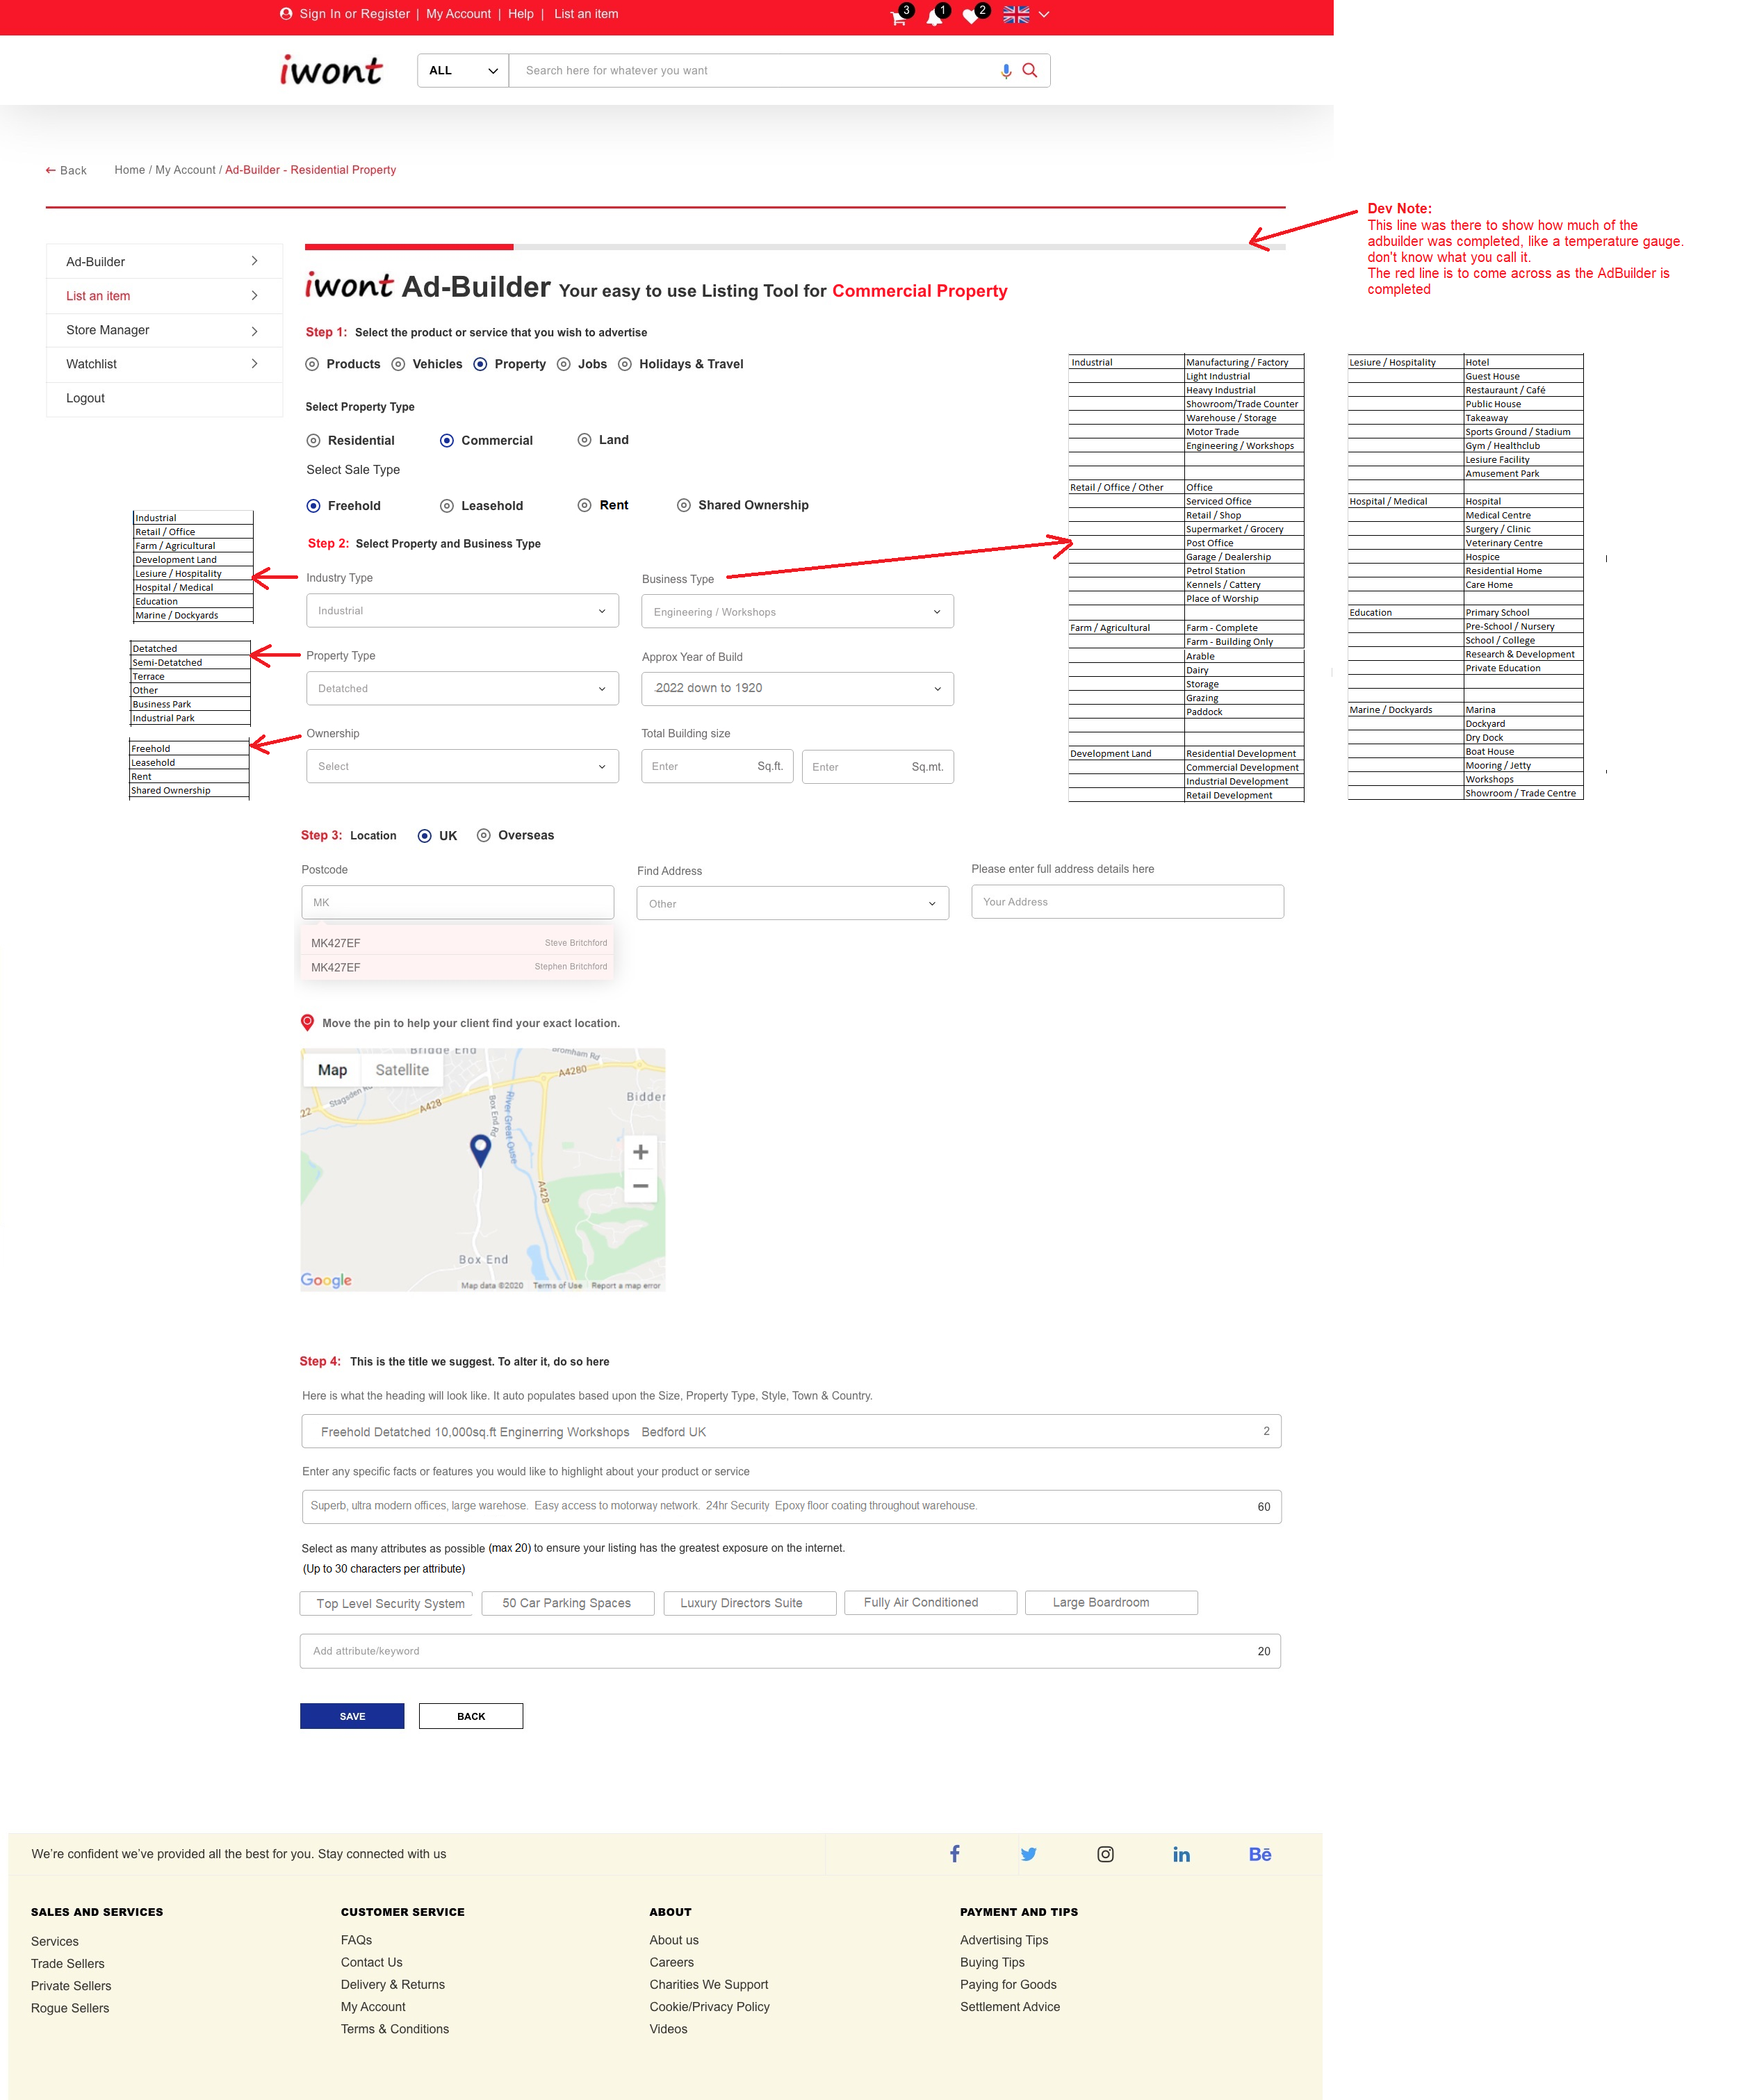 Sign In or Register | My Account | Help | List an item
3 1 2
iwont
ALL Search here for whatever you want
← Back Home / My Account / Ad-Builder - Residential Property
Dev Note:
This line was there to show how much of the
adbuilder was completed, like a temperature gauge.
don't know what you call it.
The red line is to come across as the AdBuilder is
completed
Ad-Builder
List an item
Store Manager
Watchlist
Logout
iwont Ad-Builder Your easy to use Listing Tool for Commercial Property
Step 1: Select the product or service that you wish to advertise
Products Vehicles Property Jobs Holidays & Travel
Select Property Type
Residential Commercial Land
Select Sale Type
Freehold Leasehold Rent Shared Ownership
Step 2: Select Property and Business Type
Industry Type
Industrial
Business Type
Engineering / Workshops
Property Type
Detatched
Approx Year of Build
2022 down to 1920
Ownership
Select
Total Building size
Enter Sq.ft. Enter Sq.mt.
Industrial
Retail / Office
Farm / Agricultural
Development Land
Lesiure / Hospitality
Hospital / Medical
Education
Marine / Dockyards
Detatched
Semi-Detatched
Terrace
Other
Business Park
Industrial Park
Freehold
Leasehold
Rent
Shared Ownership
Industrial Manufacturing / Factory
Light Industrial
Heavy Industrial
Showroom/Trade Counter
Warehouse / Storage
Motor Trade
Engineering / Workshops
Retail / Office / Other Office
Serviced Office
Retail / Shop
Supermarket / Grocery
Post Office
Garage / Dealership
Petrol Station
Kennels / Cattery
Place of Worship
Farm / Agricultural Farm - Complete
Farm - Building Only
Arable
Dairy
Storage
Grazing
Paddock
Development Land Residential Development
Commercial Development
Industrial Development
Retail Development
Lesiure / Hospitality Hotel
Guest House
Restauraunt / Café
Public House
Takeaway
Sports Ground / Stadium
Gym / Healthclub
Lesiure Facility
Amusement Park
Hospital / Medical Hospital
Medical Centre
Surgery / Clinic
Veterinary Centre
Hospice
Residential Home
Care Home
Education Primary School
Pre-School / Nursery
School / College
Research & Development
Private Education
Marine / Dockyards Marina
Dockyard
Dry Dock
Boat House
Mooring / Jetty
Workshops
Showroom / Trade Centre
Step 3: Location UK Overseas
Postcode
MK
MK427EF Steve Britchford
MK427EF Stephen Britchford
Find Address
Other
Please enter full address details here
Your Address
Move the pin to help your client find your exact location.
Map Satellite
Bridge End
Bromham Rd
A4280
Bidder
Stagsden R
22
A428
Box End Rd
River Great Ouse
+
−
A428
Box End
Google
Map data ©2020 Terms of Use Report a map error
Step 4: This is the title we suggest. To alter it, do so here
Here is what the heading will look like. It auto populates based upon the Size, Property Type, Style, Town & Country.
Freehold Detatched 10,000sq.ft Enginerring Workshops Bedford UK 2
Enter any specific facts or features you would like to highlight about your product or service
Superb, ultra modern offices, large warehose. Easy access to motorway network. 24hr Security Epoxy floor coating throughout warehouse. 60
Select as many attributes as possible (max 20) to ensure your listing has the greatest exposure on the internet.
(Up to 30 characters per attribute)
Top Level Security System 50 Car Parking Spaces Luxury Directors Suite Fully Air Conditioned Large Boardroom
Add attribute/keyword 20
SAVE BACK
We're confident we've provided all the best for you. Stay connected with us
f in Bē
SALES AND SERVICES
Services
Trade Sellers
Private Sellers
Rogue Sellers
CUSTOMER SERVICE
FAQs
Contact Us
Delivery & Returns
My Account
Terms & Conditions
ABOUT
About us
Careers
Charities We Support
Cookie/Privacy Policy
Videos
PAYMENT AND TIPS
Advertising Tips
Buying Tips
Paying for Goods
Settlement Advice